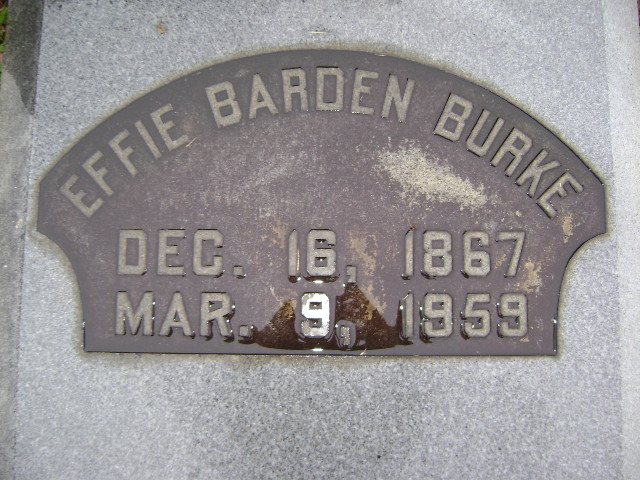 EFFIE BARDEN BURKE
DEC. 16, 1867
MAR. 9, 1959